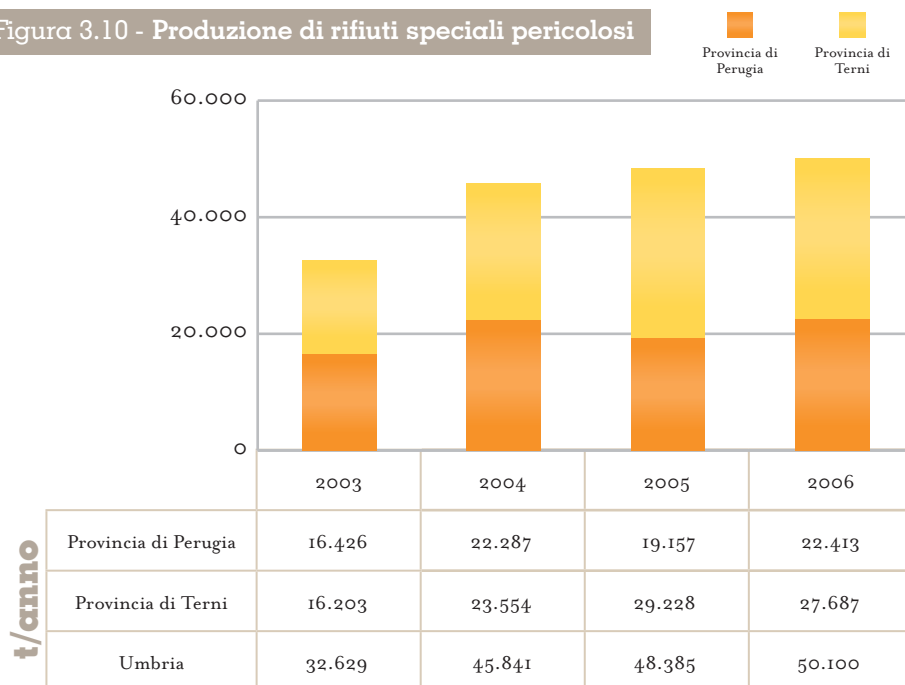 Figura 3.10 - Produzione di rifiuti speciali pericolosi
Provincia di
Perugia
Provincia di
Terni
60.000
40.000
20.000
0
2003 2004 2005 2006
t/anno
Provincia di Perugia 16.426 22.287 19.157 22.413
Provincia di Terni 16.203 23.554 29.228 27.687
Umbria 32.629 45.841 48.385 50.100